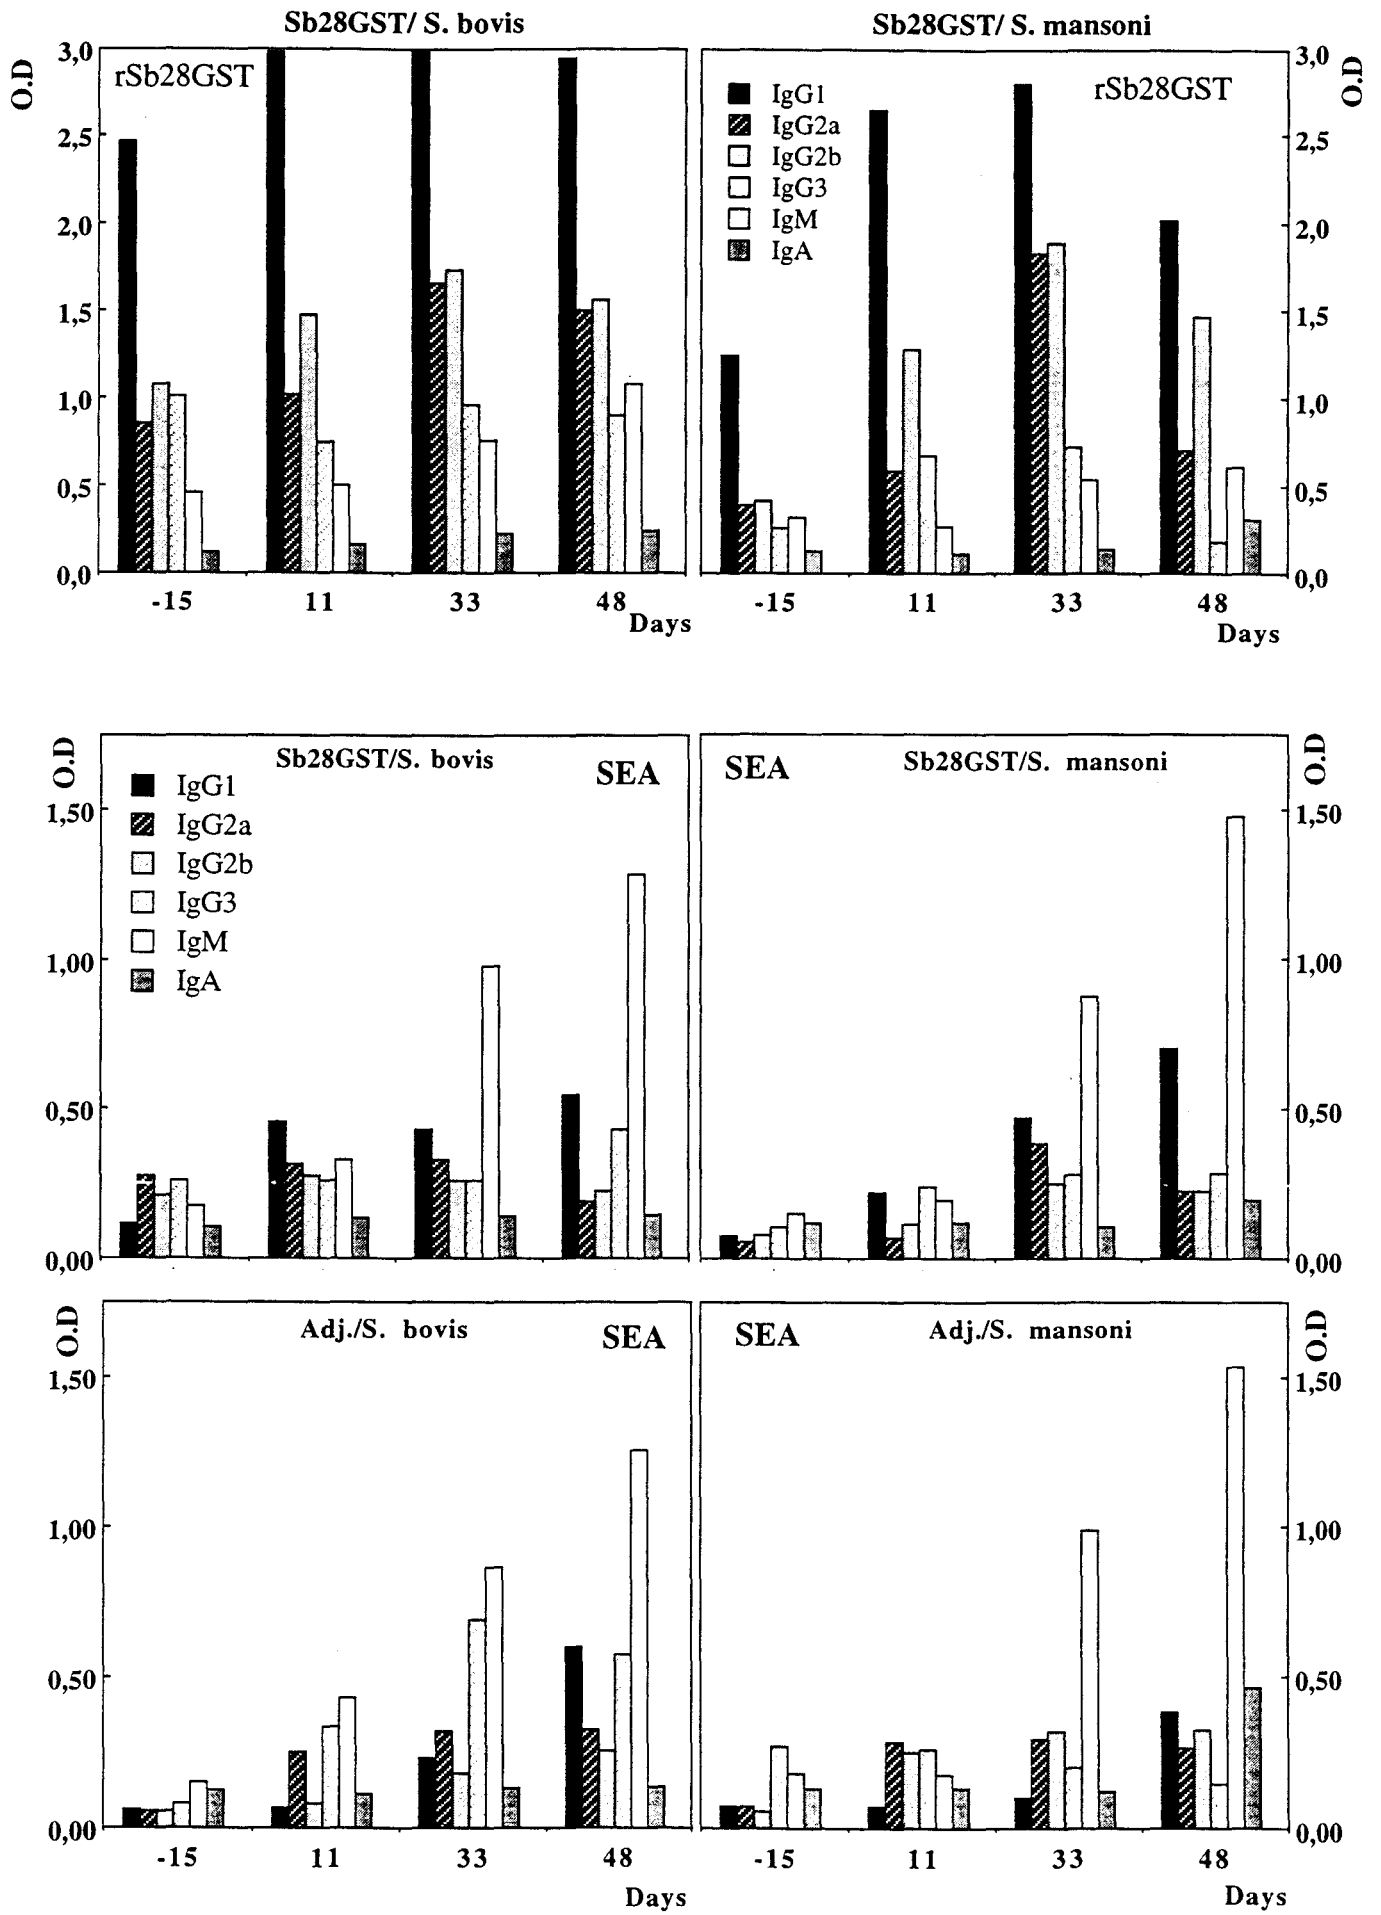 Sb28GST/ S. bovis
O.D
3,0
2,5
2,0
1,5
1,0
0,5
0,0
rSb28GST
-15 11 33 48
Days
Sb28GST/ S. mansoni
IgG1
IgG2a
IgG2b
IgG3
IgM
IgA
rSb28GST
O.D
3,0
2,5
2,0
1,5
1,0
0,5
0,0
-15 11 33 48
Days
O.D
1,50
1,00
0,50
0,00
Sb28GST/S. bovis
SEA
IgG1
IgG2a
IgG2b
IgG3
IgM
IgA
SEA
Sb28GST/S. mansoni
O.D
1,50
1,00
0,50
0,00
O.D
1,50
1,00
0,50
0,00
Adj./S. bovis
SEA
-15 11 33 48
Days
SEA
Adj./S. mansoni
O.D
1,50
1,00
0,50
0,00
-15 11 33 48
Days